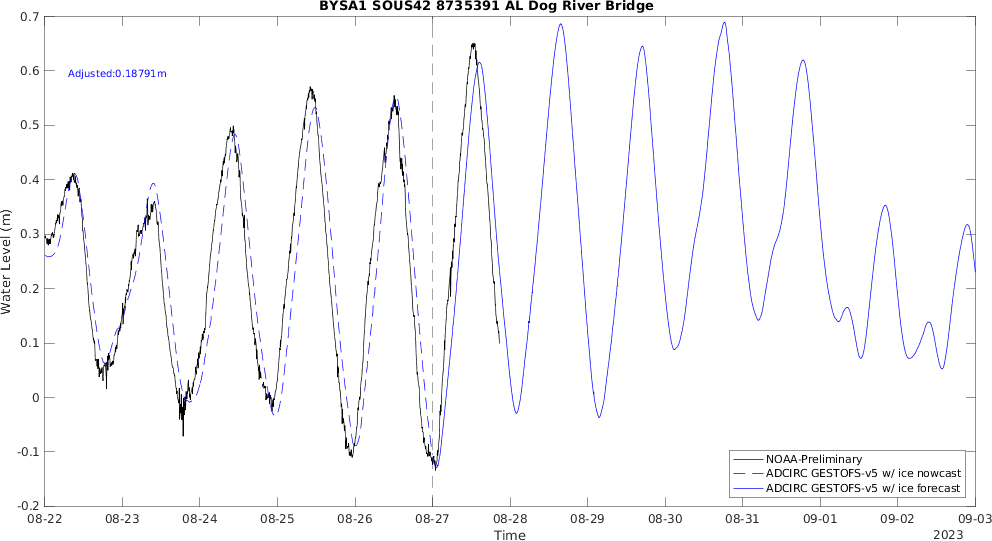 BYSA1 SOUS42 8735391 AL Dog River Bridge
0.7
0.6
0.5
0.4
0.3
0.2
0.1
0
-0.1
-0.2
Water Level (m)
Adjusted:0.18791m
NOAA-Preliminary
ADCIRC GESTOFS-v5 w/ ice nowcast
ADCIRC GESTOFS-v5 w/ ice forecast
08-22 08-23 08-24 08-25 08-26 08-27 08-28 08-29 08-30 08-31 09-01 09-02 09-03
Time
2023